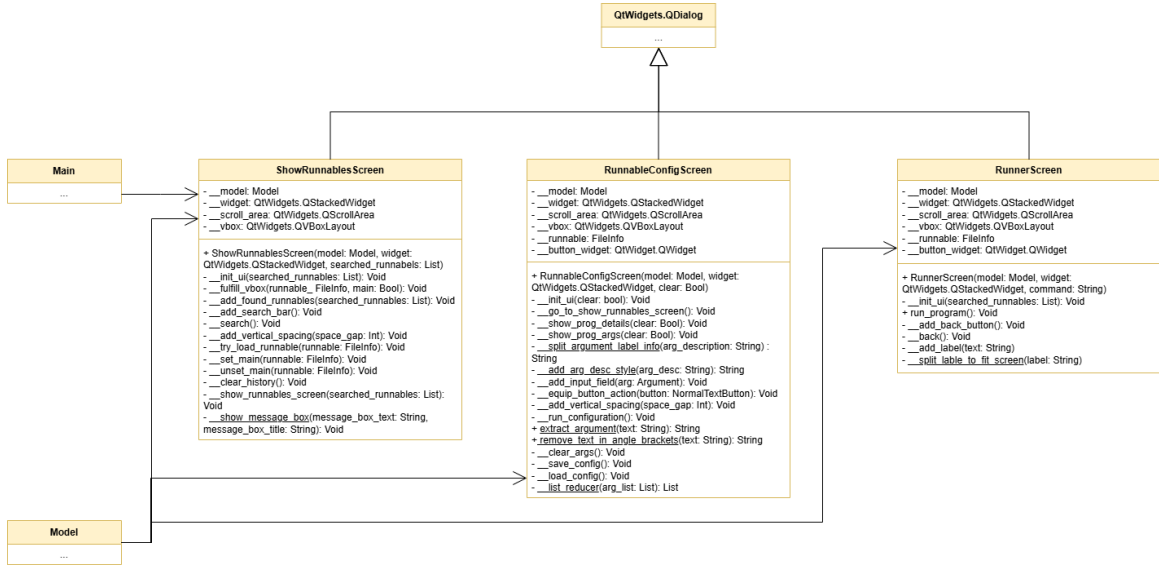 QtWidgets.QDialog
...
Main
...
ShowRunnablesScreen
- __model: Model
- __widget: QtWidgets.QStackedWidget
- __scroll_area: QtWidgets.QScrollArea
- __vbox: QtWidgets.QVBoxLayout
+ ShowRunnablesScreen(model: Model, widget:
QtWidgets.QStackedWidget, searched_runnabels: List)
- __init_ui(searched_runnables: List): Void
- __fulfill_vbox(runnable_ FileInfo, main: Bool): Void
- __add_found_runnables(searched_runnables: List): Void
- __add_search_bar(): Void
- __search(): Void
- __add_vertical_spacing(space_gap: Int): Void
- __try_load_runnable(runnable: FileInfo): Void
- __set_main(runnable: FileInfo): Void
- __unset_main(runnable: FileInfo): Void
- __clear_history(): Void
- __show_runnables_screen(searched_runnables: List):
Void
- __show_message_box(message_box_text: String,
message_box_title: String): Void
RunnableConfigScreen
- __model: Model
- __widget: QtWidgets.QStackedWidget
- __scroll_area: QtWidgets.QScrollArea
- __vbox: QtWidgets.QVBoxLayout
- __runnable: FileInfo
- __button_widget: QtWidget.QWidget
+ RunnableConfigScreen(model: Model, widget:
QtWidgets.QStackedWidget, clear: Bool)
- __init_ui(clear: bool): Void
- __go_to_show_runnables_screen(): Void
- __show_prog_details(clear: Bool): Void
- __show_prog_args(clear: Bool): Void
- __split_argument_label_info(arg_description: String) :
String
- __add_arg_desc_style(arg_desc: String): String
- __add_input_field(arg: Argument): Void
- __equip_button_action(button: NormalTextButton): Void
- __add_vertical_spacing(space_gap: Int): Void
- __run_configuration(): Void
+ extract_argument(text: String): String
+ remove_text_in_angle_brackets(text: String): String
- __clear_args(): Void
- __save_config(): Void
- __load_config(): Void
- __list_reducer(arg_list: List): List
RunnerScreen
- __model: Model
- __widget: QtWidgets.QStackedWidget
- __scroll_area: QtWidgets.QScrollArea
- __vbox: QtWidgets.QVBoxLayout
- __runnable: FileInfo
- __button_widget: QtWidget.QWidget
+ RunnerScreen(model: Model, widget:
QtWidgets.QStackedWidget, command: String)
- __init_ui(searched_runnables: List): Void
+ run_program(): Void
- __add_back_button(): Void
- __back(): Void
- __add_label(text: String)
- __split_lable_to_fit_screen(label: String)
Model
...